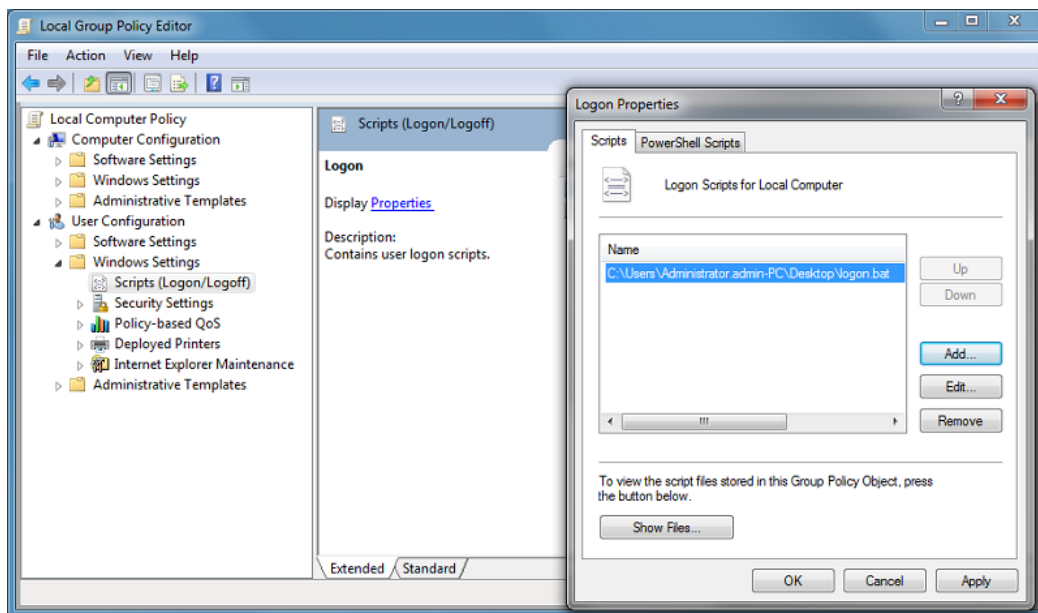 Local Group Policy Editor
File Action View Help
Local Computer Policy
Computer Configuration
Software Settings
Windows Settings
Administrative Templates
User Configuration
Software Settings
Windows Settings
Scripts (Logon/Logoff)
Security Settings
Policy-based QoS
Deployed Printers
Internet Explorer Maintenance
Administrative Templates
Scripts (Logon/Logoff)
Logon
Display Properties
Description:
Contains user logon scripts.
Extended Standard
Logon Properties
Scripts PowerShell Scripts
Logon Scripts for Local Computer
Name
C:\Users\Administrator.admin-PC\Desktop\logon.bat
Up
Down
Add...
Edit...
Remove
To view the script files stored in this Group Policy Object, press
the button below.
Show Files...
OK Cancel Apply